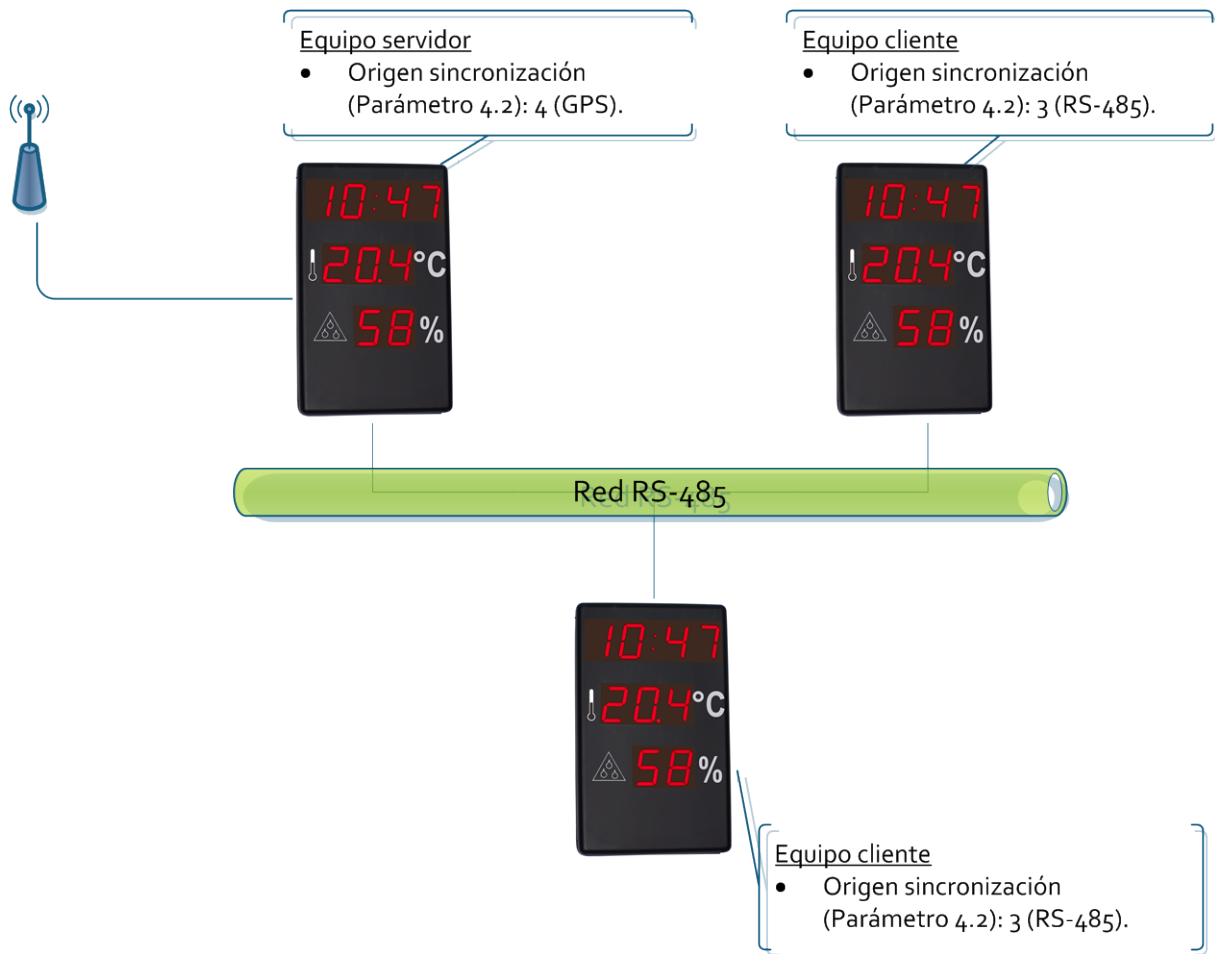 Equipo servidor
• Origen sincronización
(Parámetro 4.2): 4 (GPS).
Equipo cliente
• Origen sincronización
(Parámetro 4.2): 3 (RS-485).
10:47
20.4°C
58%
10:47
20.4°C
58%
Red RS-485
10:47
20.4°C
58%
Equipo cliente
• Origen sincronización
(Parámetro 4.2): 3 (RS-485).